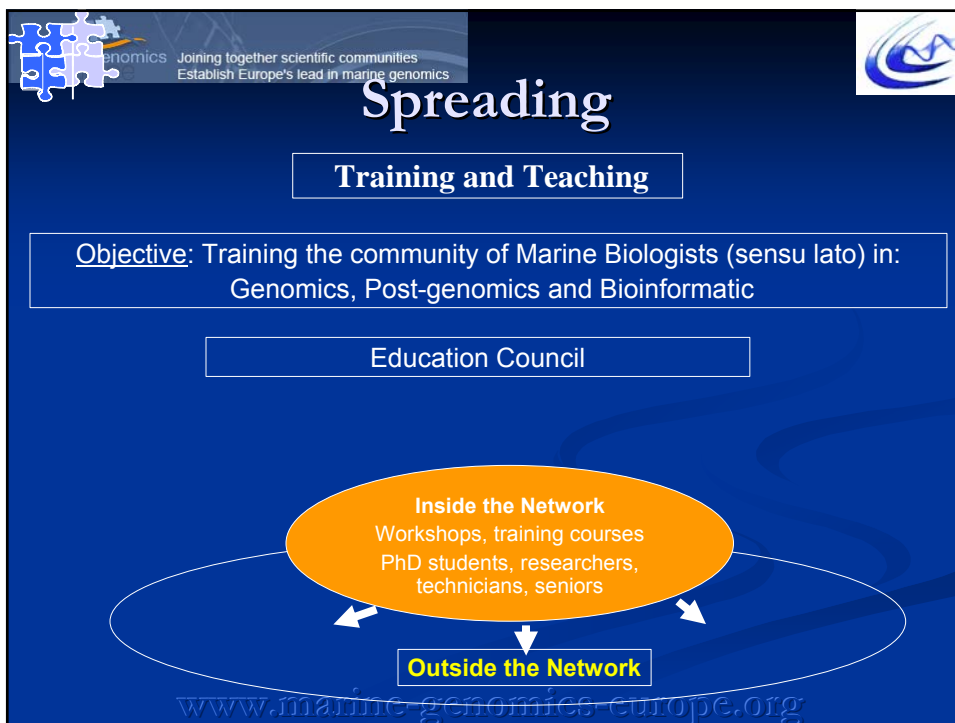 enomics Joining together scientific communities
Establish Europe's lead in marine genomics
Spreading
Training and Teaching
Objective: Training the community of Marine Biologists (sensu lato) in:
Genomics, Post-genomics and Bioinformatic
Education Council
Inside the Network
Workshops, training courses
PhD students, researchers,
technicians, seniors
Outside the Network
www.marine-genomics-europe.org